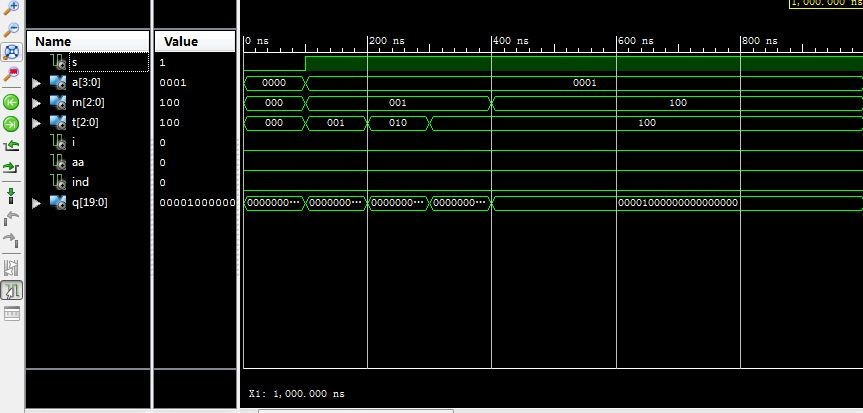 1,000.000 ns
Name Value
0 ns 200 ns 400 ns 600 ns 800 ns
s 1
a[3:0] 0001 0000 0001
m[2:0] 100 000 001 100
t[2:0] 100 000 001 010 100
i 0
aa 0
ind 0
q[19:0] 00001000000 0000000··· 0000000··· 0000000··· 0000000··· 00001000000000000000
X1: 1,000.000 ns